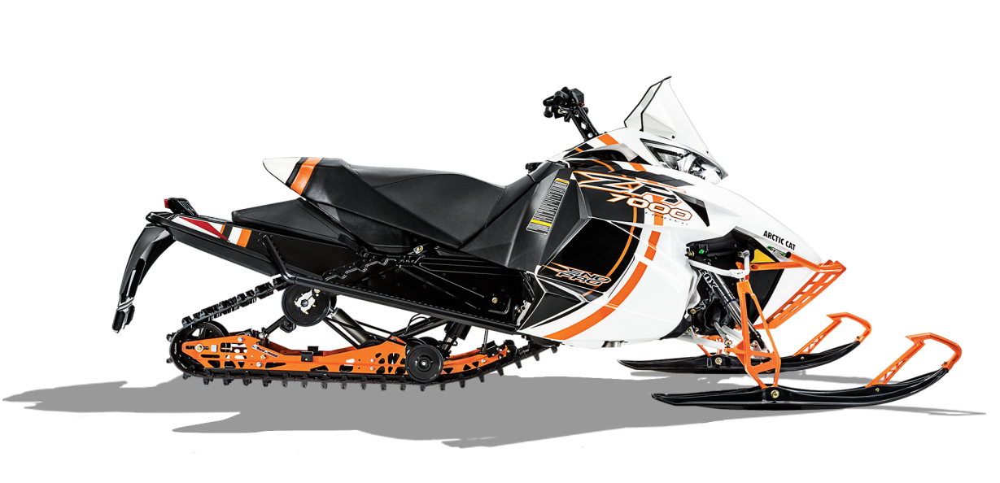 ZR
7000
ARCTIC CAT
SNO
PRO